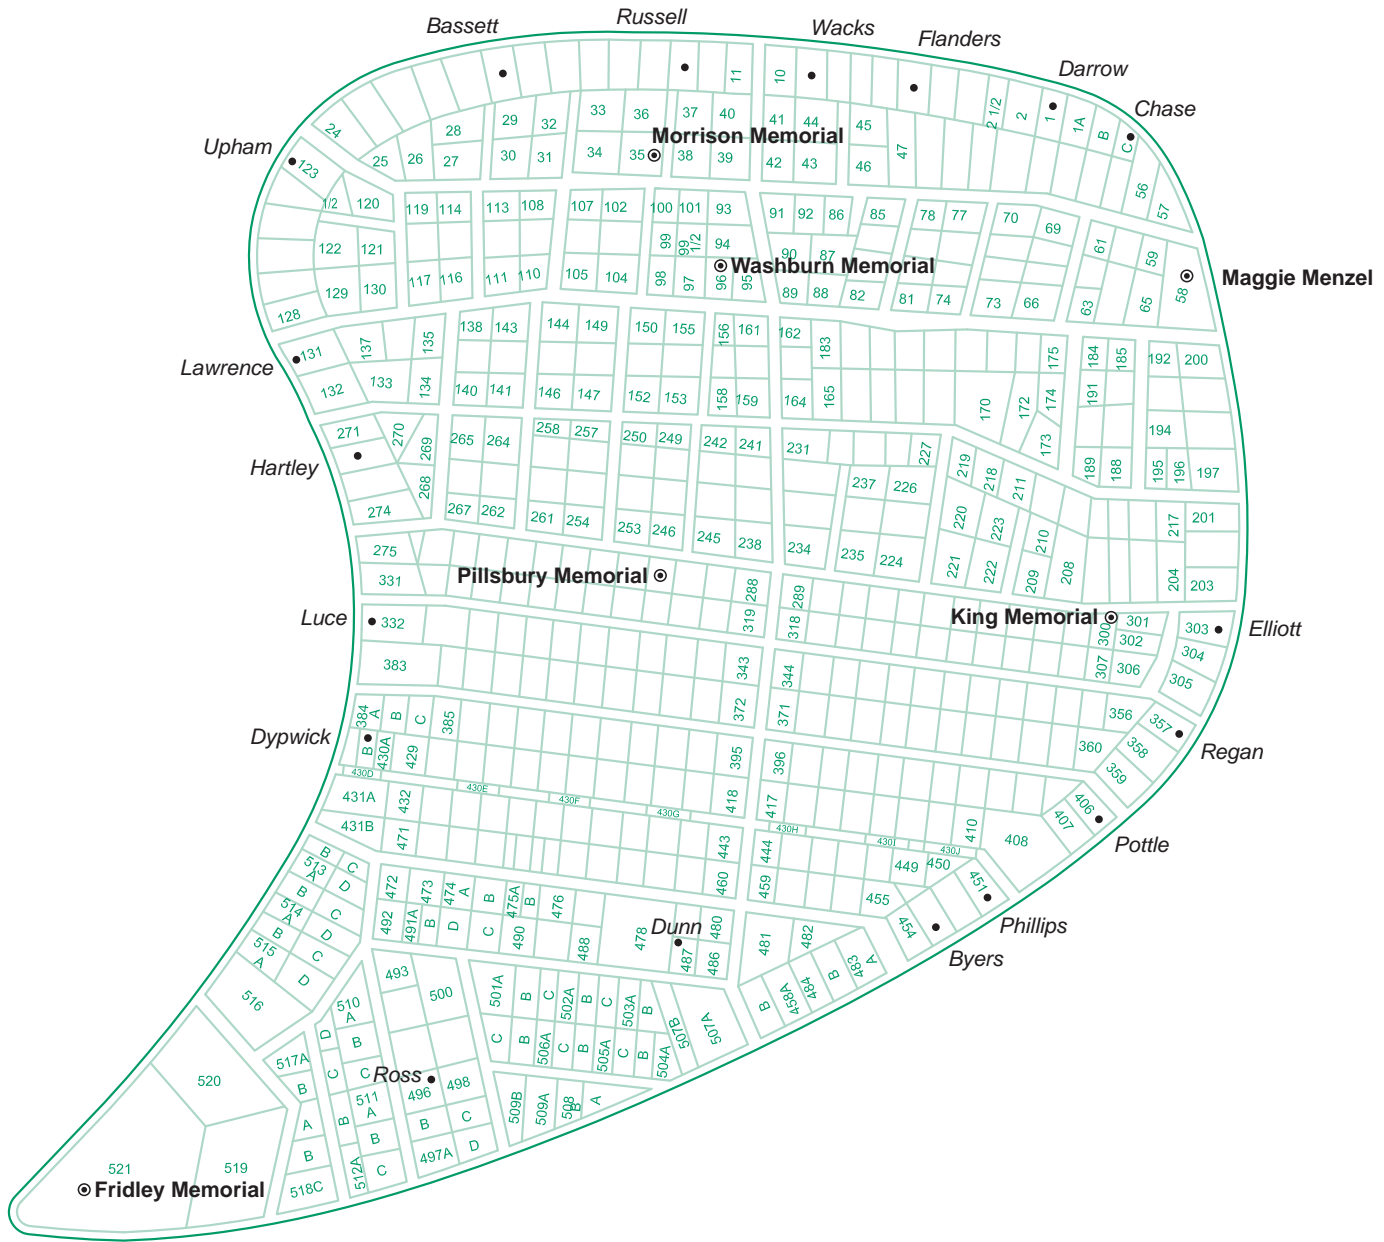 Russell
Bassett
Wacks
Flanders
Darrow
Chase
11
10
2 1/2
2
1
1A
B
C
33
36
37
40
41
44
45
24
28
29
32
Morrison Memorial
Upham
123
25
26
27
30
31
34
35
38
39
42
43
46
47
56
57
1/2
120
119
114
113
108
107
102
100
101
93
91
92
86
85
78
77
70
69
61
59
122
121
99
99 1/2
94
90
87
Washburn Memorial
Maggie Menzel
117
116
111
110
105
104
98
97
96
95
89
88
82
81
74
73
66
63
65
58
129
130
128
131
137
135
138
143
144
149
150
155
156
161
162
183
175
184
185
192
200
Lawrence
132
133
134
140
141
146
147
152
153
158
159
164
165
170
172
174
191
173
194
271
270
269
265
264
258
257
250
249
242
241
231
227
219
218
211
189
188
195
196
197
Hartley
268
237
226
274
267
262
261
254
253
246
245
238
234
235
224
220
223
210
217
201
221
222
209
208
204
203
275
331
Pillsbury Memorial
288
289
Luce
332
319
318
King Memorial
300
301
302
303
Elliott
304
383
343
344
307
306
305
384
A
B
C
385
372
371
356
357
Dypwick
B
430A
429
395
396
360
358
359
Regan
430D
430E
430F
430G
430H
430I
430J
431A
432
418
417
410
408
407
406
Pottle
431B
471
443
444
449
450
451
Phillips
B
C
513
A
D
472
473
474
A
B
475A
B
476
460
459
455
454
Byers
B
C
514
A
D
492
491A
B
D
C
490
488
478
Dunn
480
487
486
481
482
B
C
515
A
D
516
493
500
501A
B
C
502A
B
C
503A
B
507B
507A
B
458A
484
B
483
A
510
A
D
B
C
C
B
506A
C
B
505A
C
B
504A
517A
B
C
Ross
496
498
520
511
A
B
B
C
509B
509A
508
B
A
A
B
B
C
497A
D
521
519
518C
512A
Fridley Memorial